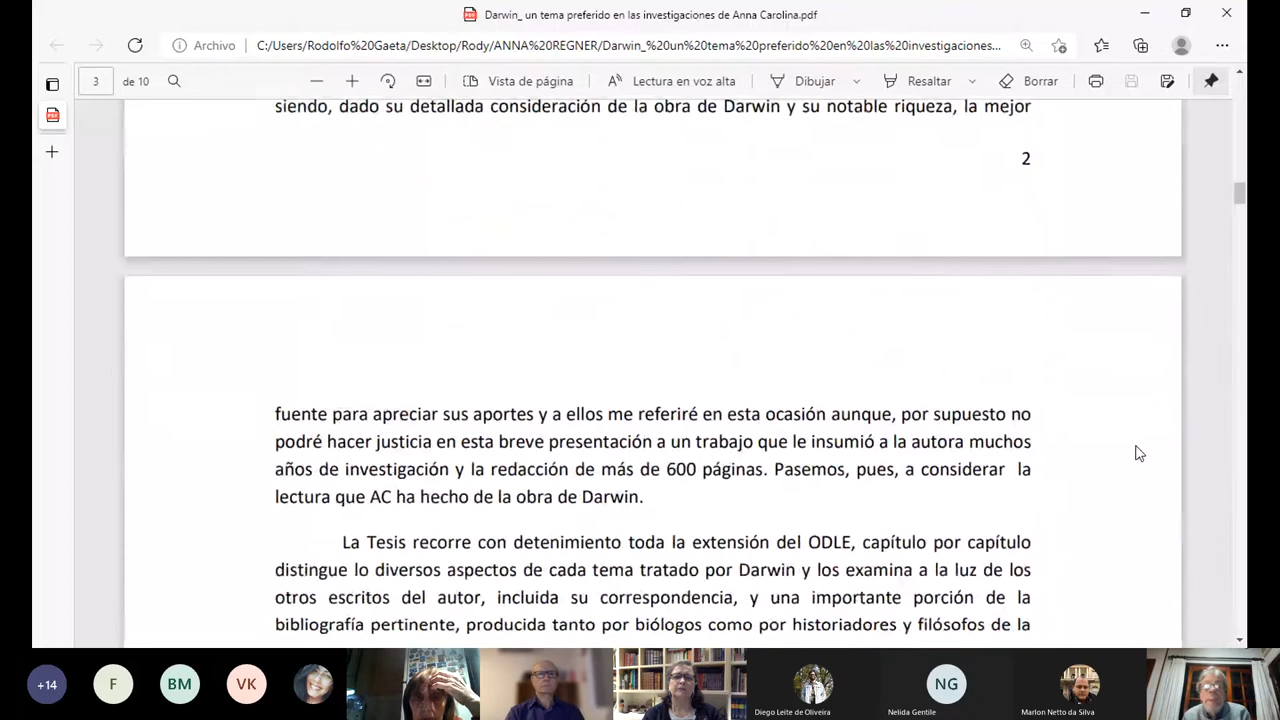 Darwin_ un tema preferido en las investigaciones de Anna Carolina.pdf
Archivo C:/Users/Rodolfo%20Gaeta/Desktop/Rody/ANNA%20REGNER/Darwin_%20un%20tema%20preferido%20en%20las%20investigaciones...
3 de 10 Vista de página Lectura en voz alta Dibujar Resaltar Borrar
siendo, dado su detallada consideración de la obra de Darwin y su notable riqueza, la mejor
2
fuente para apreciar sus aportes y a ellos me referiré en esta ocasión aunque, por supuesto no
podré hacer justicia en esta breve presentación a un trabajo que le insumió a la autora muchos
años de investigación y la redacción de más de 600 páginas. Pasemos, pues, a considerar la
lectura que AC ha hecho de la obra de Darwin.
La Tesis recorre con detenimiento toda la extensión del ODLE, capítulo por capítulo
distingue lo diversos aspectos de cada tema tratado por Darwin y los examina a la luz de los
otros escritos del autor, incluida su correspondencia, y una importante porción de la
bibliografía pertinente, producida tanto por biólogos como por historiadores y filósofos de la
+14 F BM VK NG
Diego Leite de Oliveira Nelida Gentile Marlon Netto da Silva